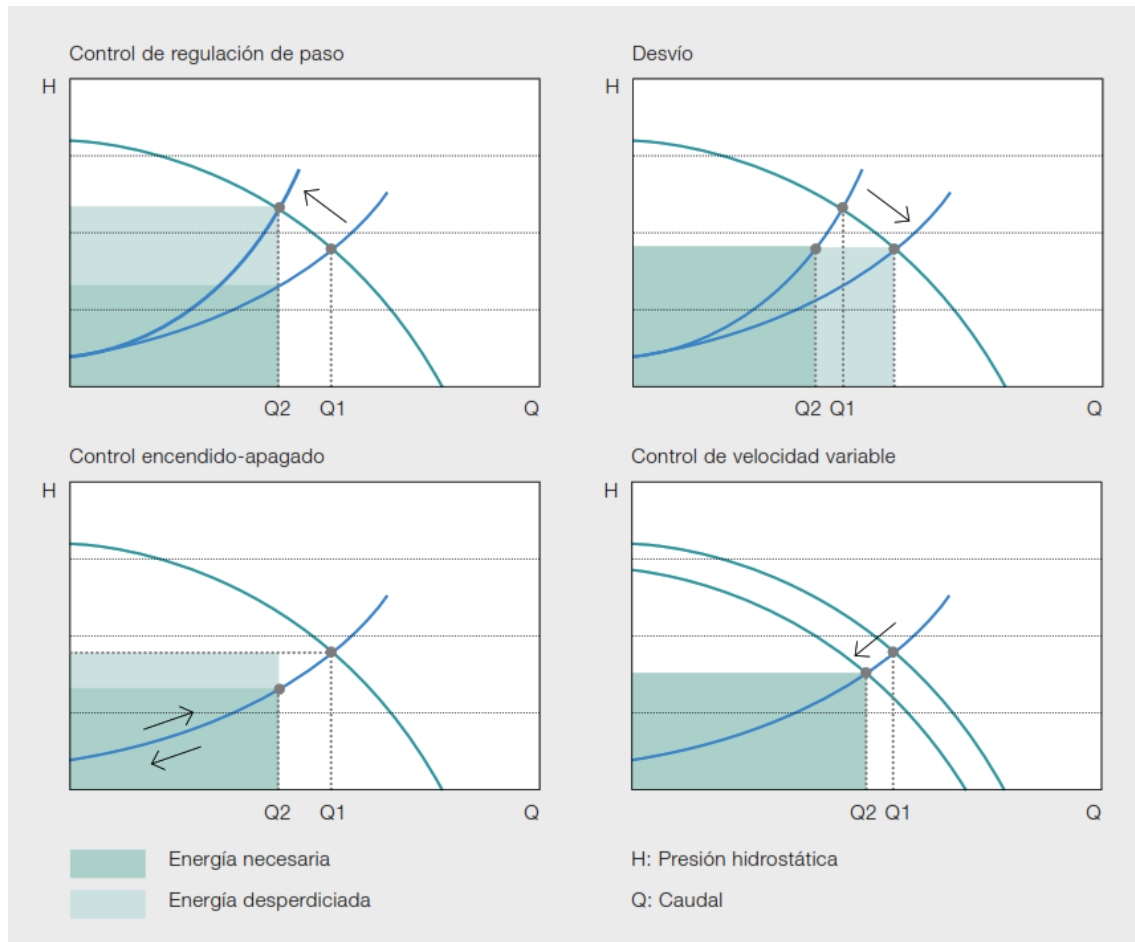 Control de regulación de paso
H
Q2 Q1 Q
Desvío
H
Q2 Q1 Q
Control encendido-apagado
H
Q2 Q1 Q
Control de velocidad variable
H
Q2 Q1 Q
Energía necesaria
Energía desperdiciada
H: Presión hidrostática
Q: Caudal